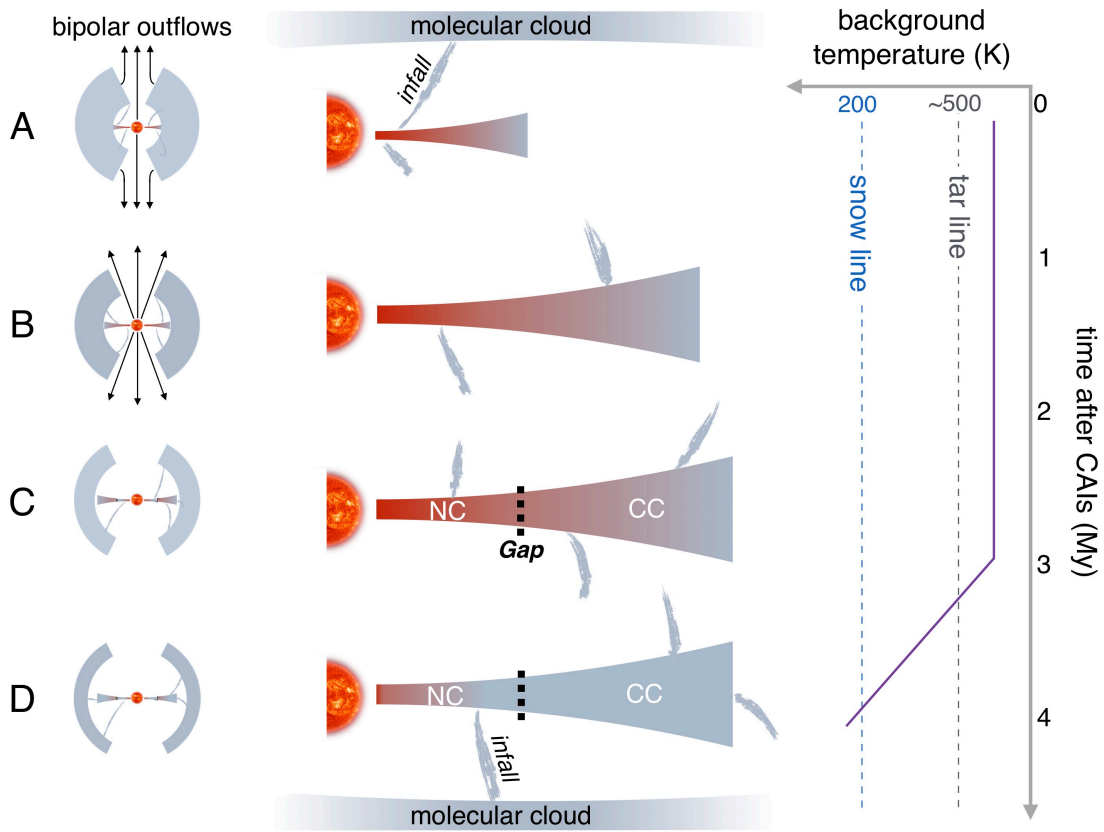 bipolar outflows
molecular cloud
background
temperature (K)
infall
A
200
~500
0
snow line
tar line
1
B
2
time after CAIs (My)
C
NC
CC
Gap
3
D
NC
CC
4
infall
molecular cloud